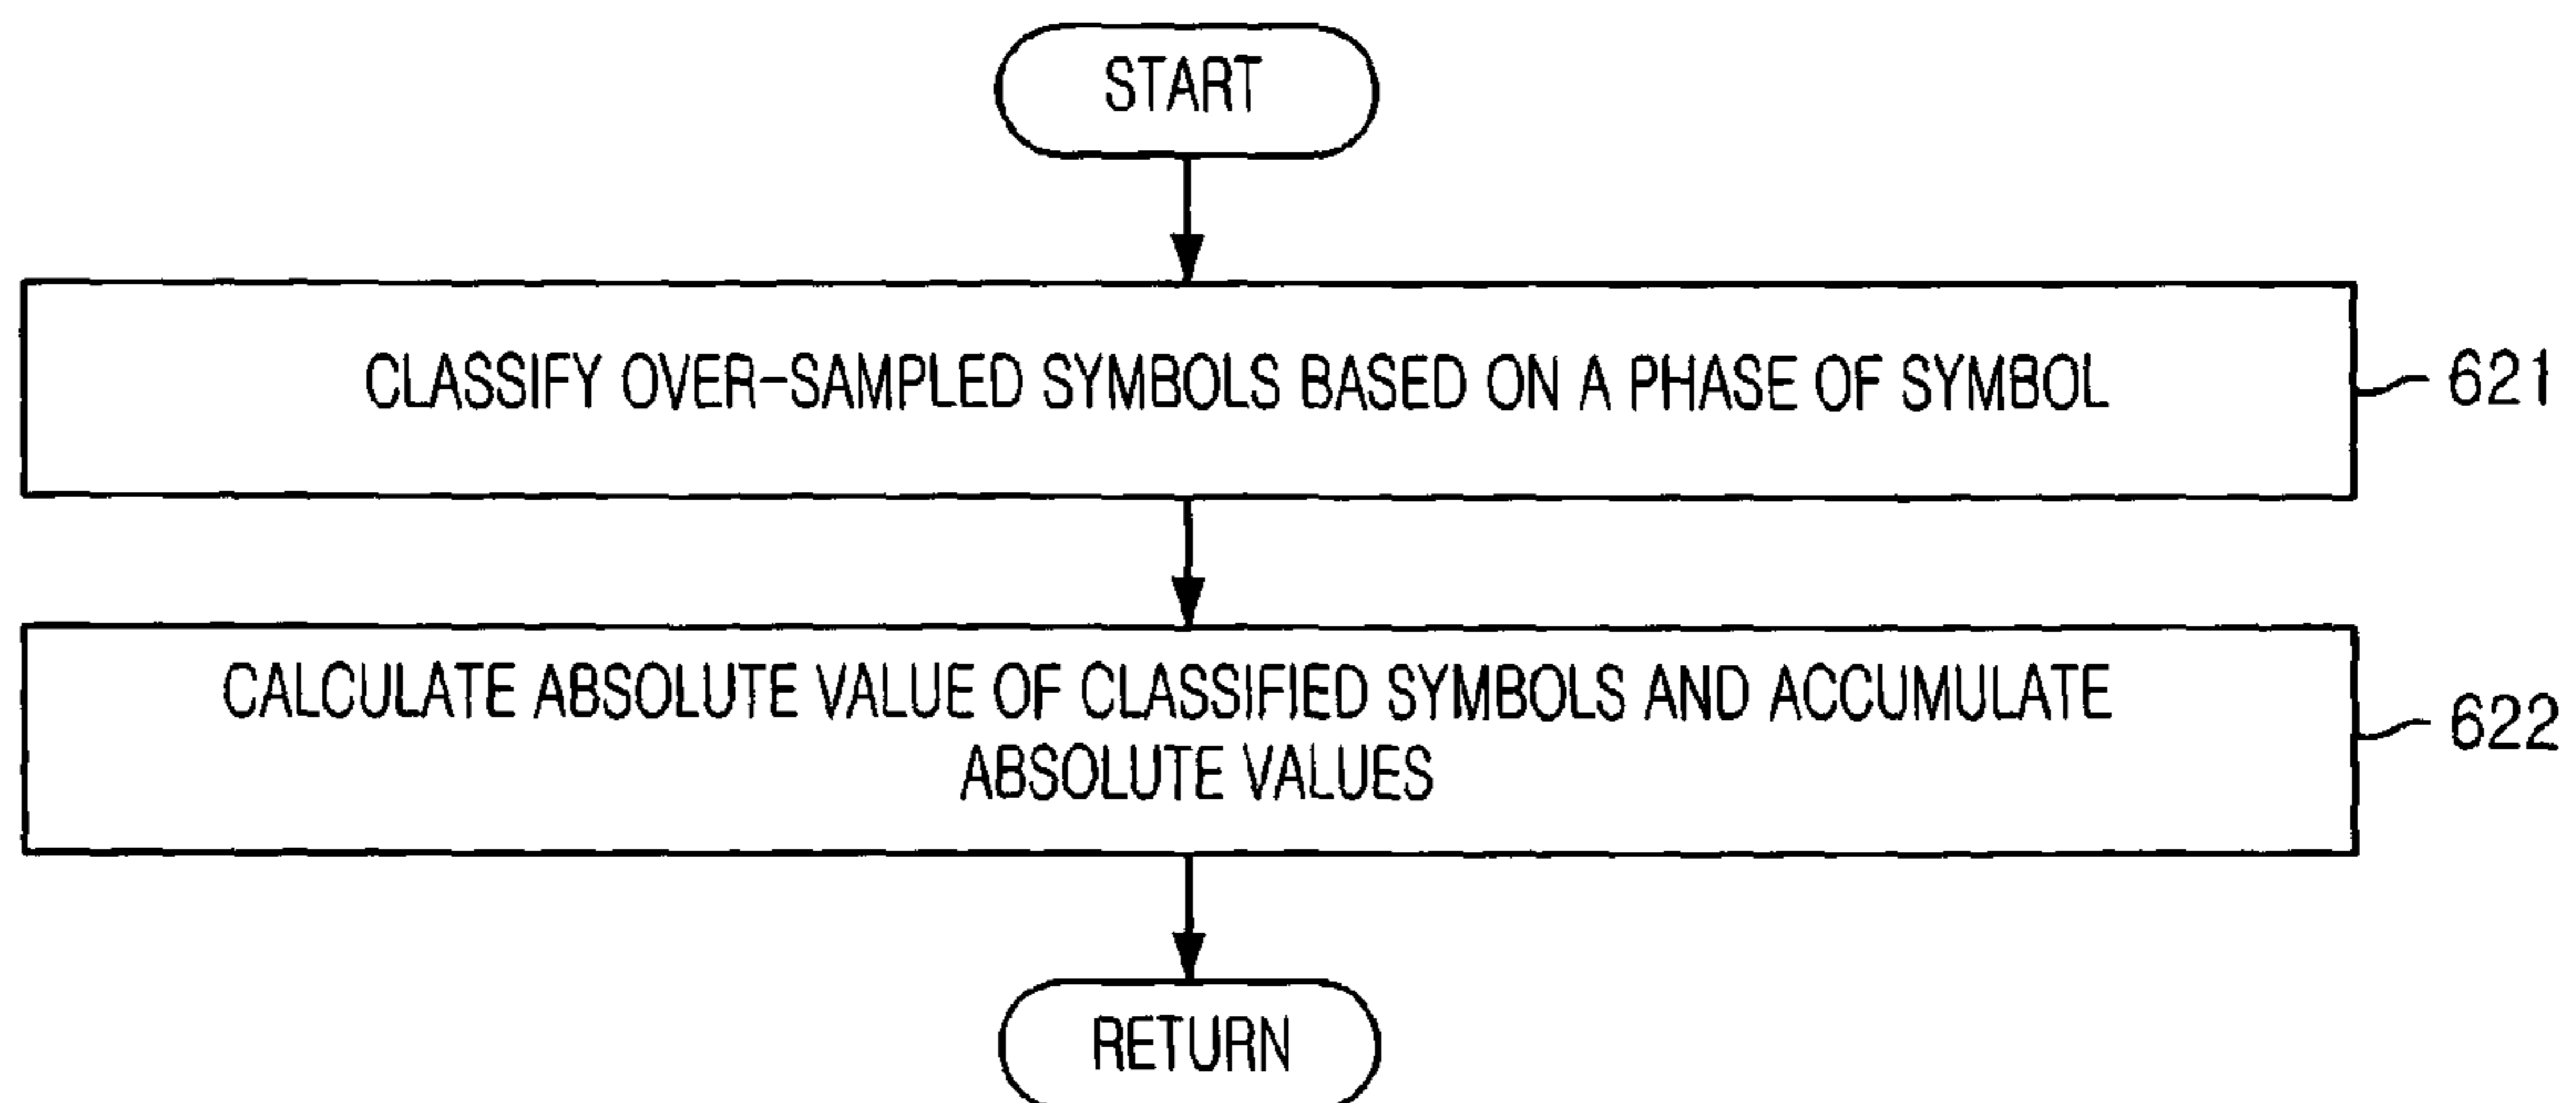 START
CLASSIFY OVER-SAMPLED SYMBOLS BASED ON A PHASE OF SYMBOL
621
CALCULATE ABSOLUTE VALUE OF CLASSIFIED SYMBOLS AND ACCUMULATE
ABSOLUTE VALUES
622
RETURN